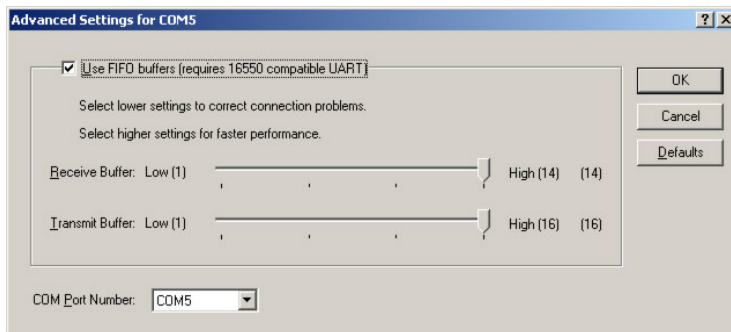 Advanced Settings for COM5
Use FIFO buffers (requires 16550 compatible UART)
Select lower settings to correct connection problems.
Select higher settings for faster performance.
Receive Buffer: Low (1) High (14) (14)
Transmit Buffer: Low (1) High (16) (16)
COM Port Number: COM5
OK
Cancel
Defaults